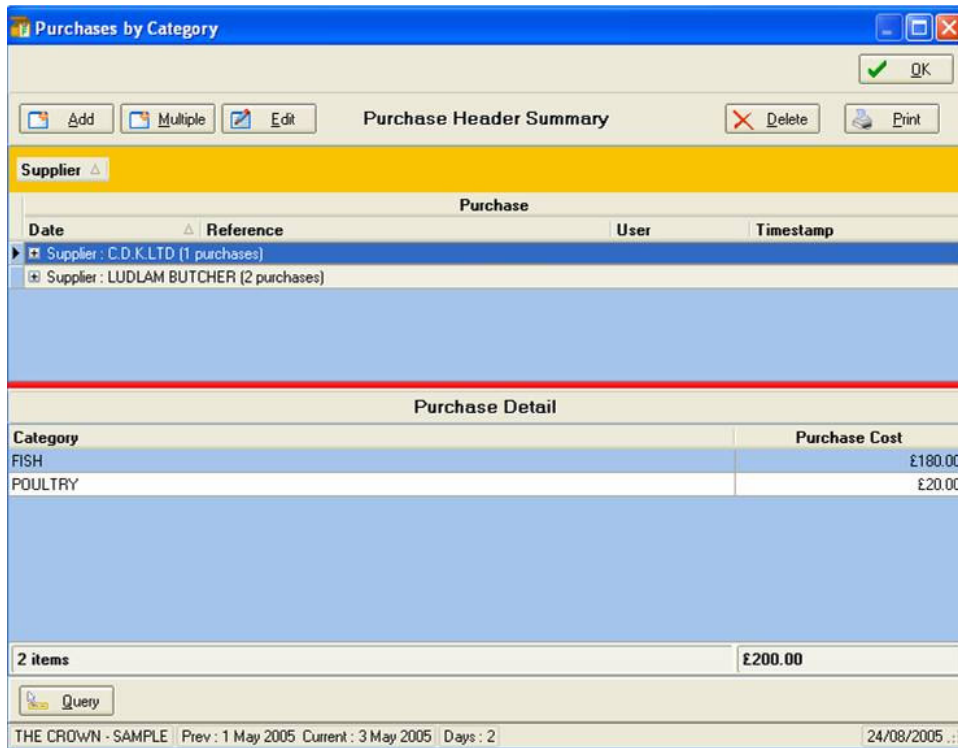 Purchases by Category
OK
Add Multiple Edit Purchase Header Summary Delete Print
Supplier
Purchase
Date Reference User Timestamp
Supplier : C.D.K.LTD (1 purchases)
Supplier : LUDLAM BUTCHER (2 purchases)
Purchase Detail
Category Purchase Cost
FISH £180.00
POULTRY £20.00
2 items £200.00
Query
THE CROWN - SAMPLE Prev : 1 May 2005 Current : 3 May 2005 Days : 2 24/08/2005